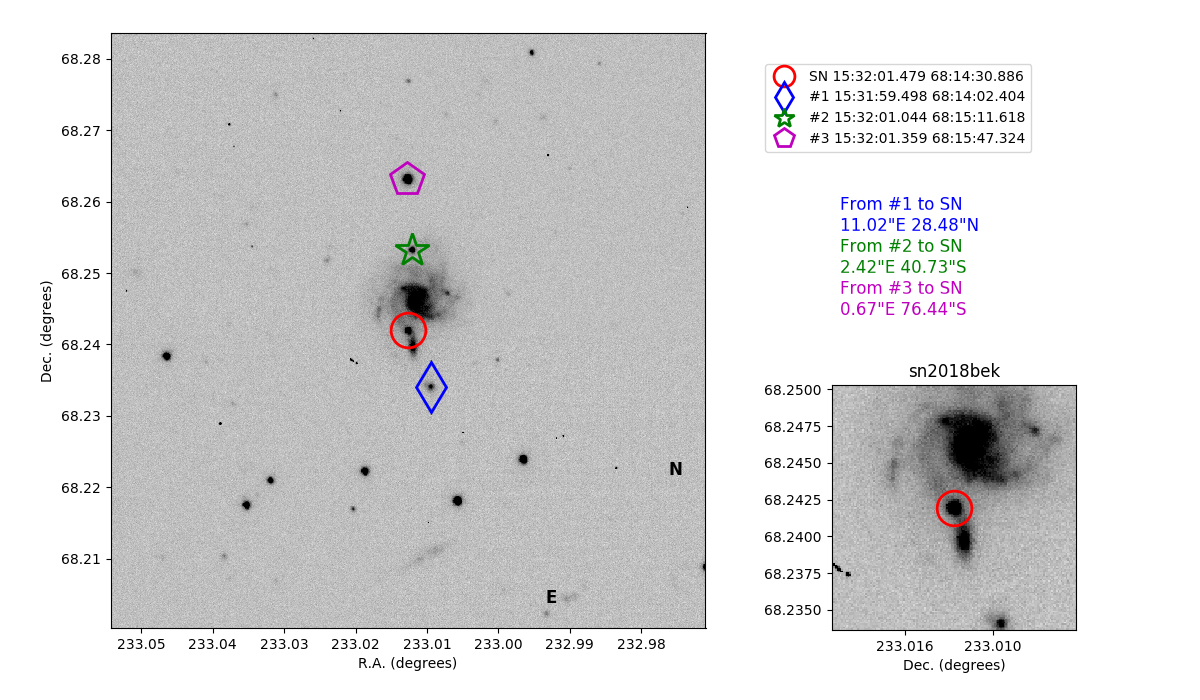 68.28
68.27
68.26
68.25
68.24
68.23
68.22
68.21
Dec. (degrees)
233.05 233.04 233.03 233.02 233.01 233.00 232.99 232.98
R.A. (degrees)
N
E
SN 15:32:01.479 68:14:30.886
#1 15:31:59.498 68:14:02.404
#2 15:32:01.044 68:15:11.618
#3 15:32:01.359 68:15:47.324
From #1 to SN
11.02"E 28.48"N
From #2 to SN
2.42"E 40.73"S
From #3 to SN
0.67"E 76.44"S
sn2018bek
68.2500
68.2475
68.2450
68.2425
68.2400
68.2375
68.2350
233.016 233.010
Dec. (degrees)